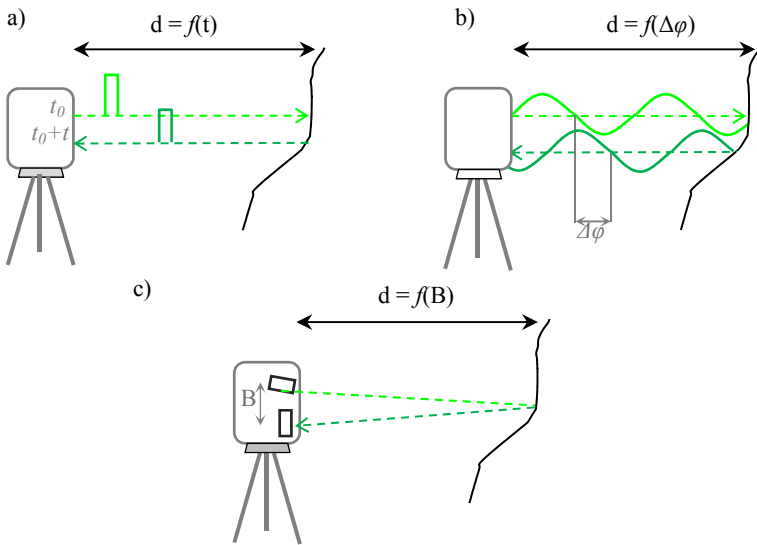 a)
d = f(t)
t0
t0+t
b)
d = f(Δφ)
Δφ
c)
d = f(B)
B